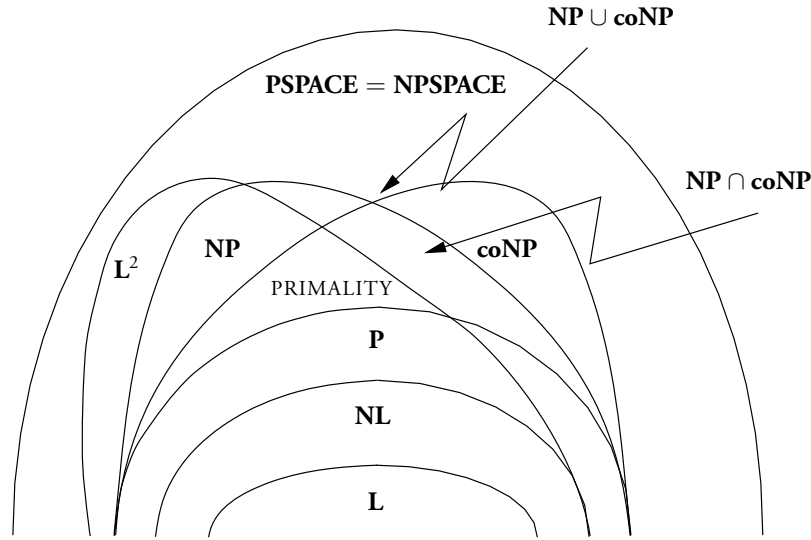 NP ∪ coNP
PSPACE = NPSPACE
NP ∩ coNP
NP
coNP
L²
PRIMALITY
P
NL
L